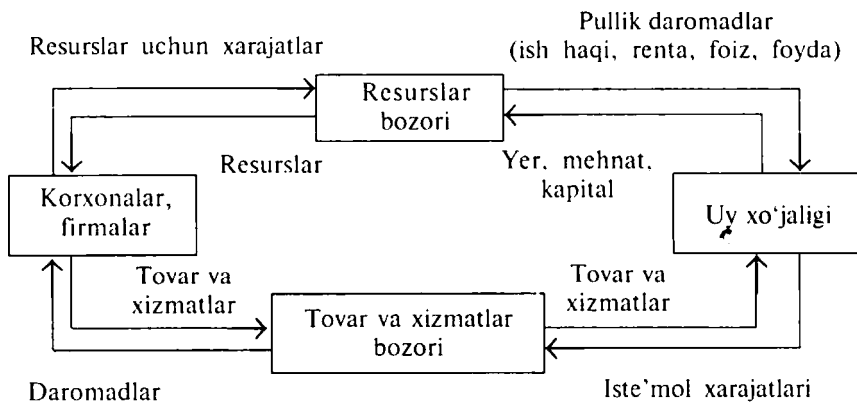 Pullik daromadlar
Resurslar uchun xarajatlar
(ish haqi, renta, foiz, foyda)
Resurslar
bozori
Resurslar
Yer, mehnat,
kapital
Korxonalar,
firmalar
Uy xo‘jaligi
Tovar va
xizmatlar
Tovar va
xizmatlar
Tovar va xizmatlar
bozori
Daromadlar
Iste’mol xarajatlari